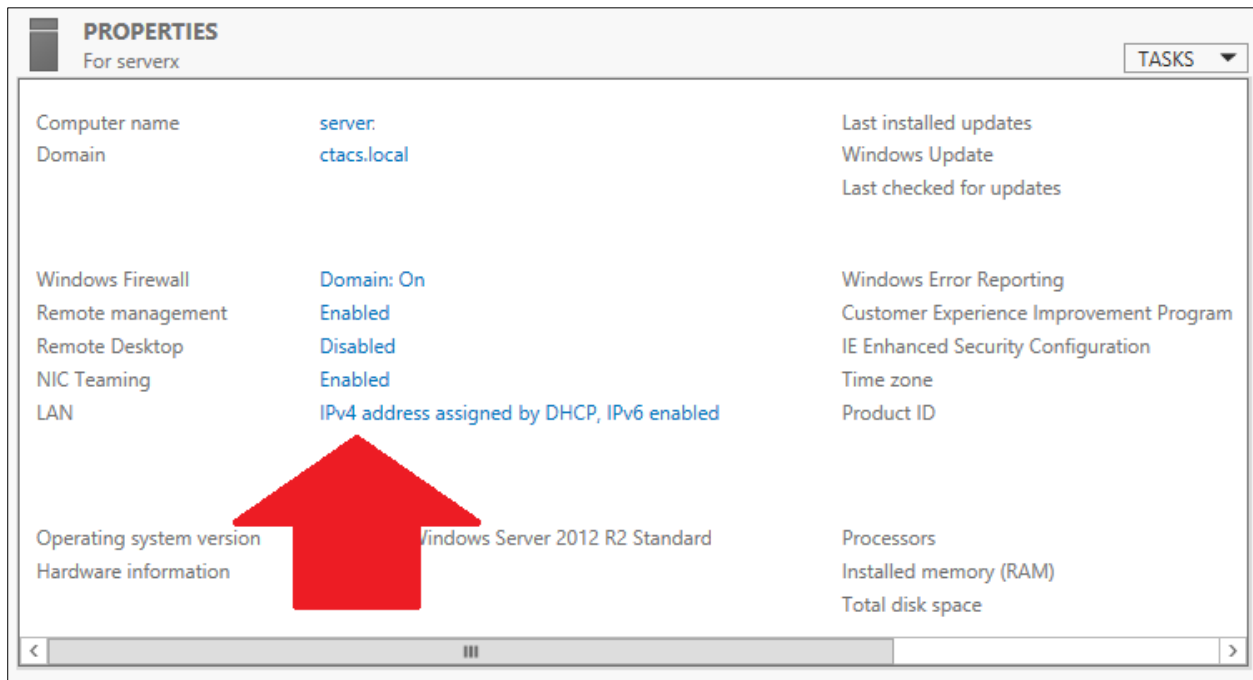 PROPERTIES
For serverx
TASKS
Computer name server. Last installed updates
Domain ctacs.local Windows Update
Last checked for updates
Windows Firewall Domain: On Windows Error Reporting
Remote management Enabled Customer Experience Improvement Program
Remote Desktop Disabled IE Enhanced Security Configuration
NIC Teaming Enabled Time zone
LAN IPv4 address assigned by DHCP, IPv6 enabled Product ID
Operating system version Windows Server 2012 R2 Standard Processors
Hardware information Installed memory (RAM)
Total disk space